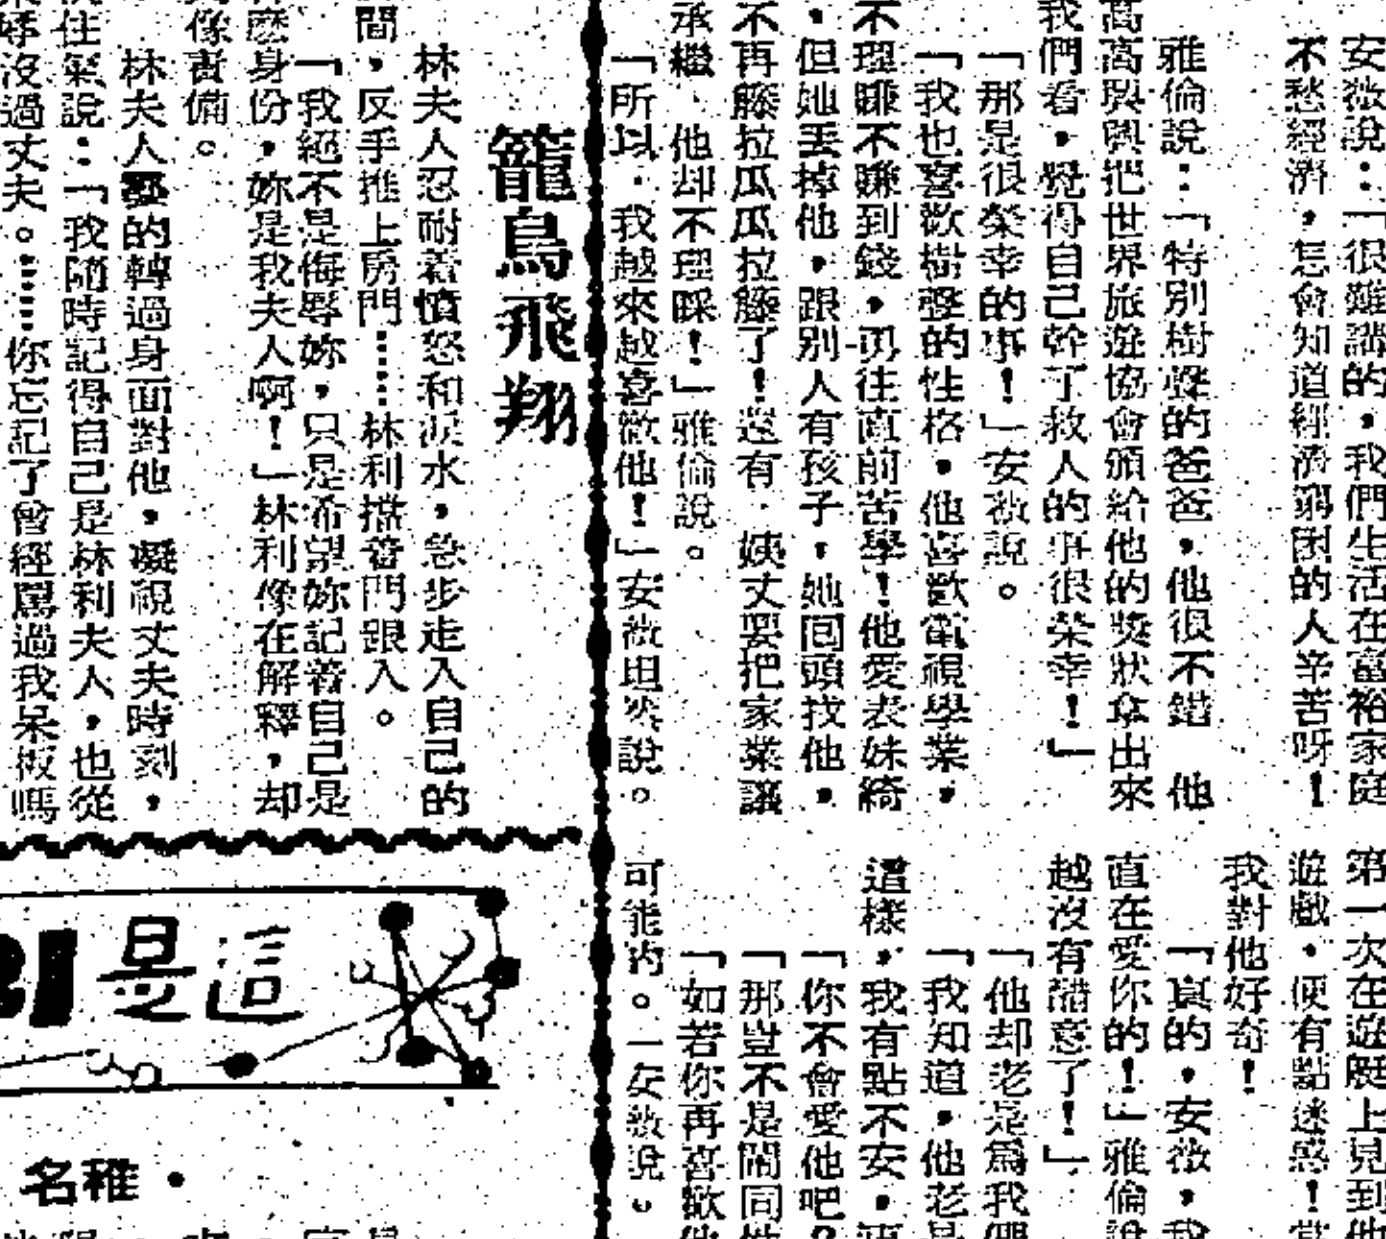 安薇說：「很難講的，我們生活在富裕家庭
不愁經濟，怎會知道經濟窮困的人辛苦呀！
雅倫說：「特別樹聲的爸爸，他很不錯 他
高高興興把世界旅遊協會頒給他的獎狀拿出來
我們看，覺得自己幹了救人的事很榮幸！」
「那是很榮幸的事！」安薇說。
「我也喜歡樹聲的性格，他喜歡電視學業，
不理賺不賺到錢，勇往直前苦學！他愛表妹綺
，但她丟掉他，跟別人有孩子，她囘頭找他，
不再藤拉瓜瓜拉藤了！還有 姨丈要把家業讓
承繼 他却不理睬！」雅倫說。
「所以，我越來越喜歡他！」安薇坦然說。
第一次在遊艇上見到他
遊戲，便有點迷惑！當
我對他好奇！
「真的，安薇，我
直在愛你的！」雅倫說
越沒有醋意了！」
「他却老是爲我們
「我知道，他老是
這樣，我有點不安，
「你不會愛他吧？
「那豈不是鬧同性
「如若你再喜歡他
可能的。」安薇說。
籠鳥飛翔
林夫人忍耐着憤怒和淚水，急步走入自己的
間，反手推上房門……林利擋着門跟入。
「我絕不是侮辱妳，只是希望妳記着自己是
麼身份，妳是我夫人啊！」林利像在解釋，却
像責備。
林夫人的轉過身面對他，凝視丈夫時刻，
住氣說：「我隨時記得自己是林利夫人，也從
辱沒過丈夫。……你忘記了曾經罵過我呆板嗎
這是
名稚・